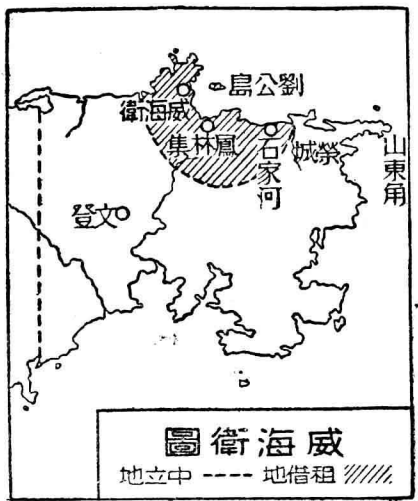 劉公島
威海衛
鳳林集
石家河
榮城
山東角
文登
威海衛圖
租借地 中立地